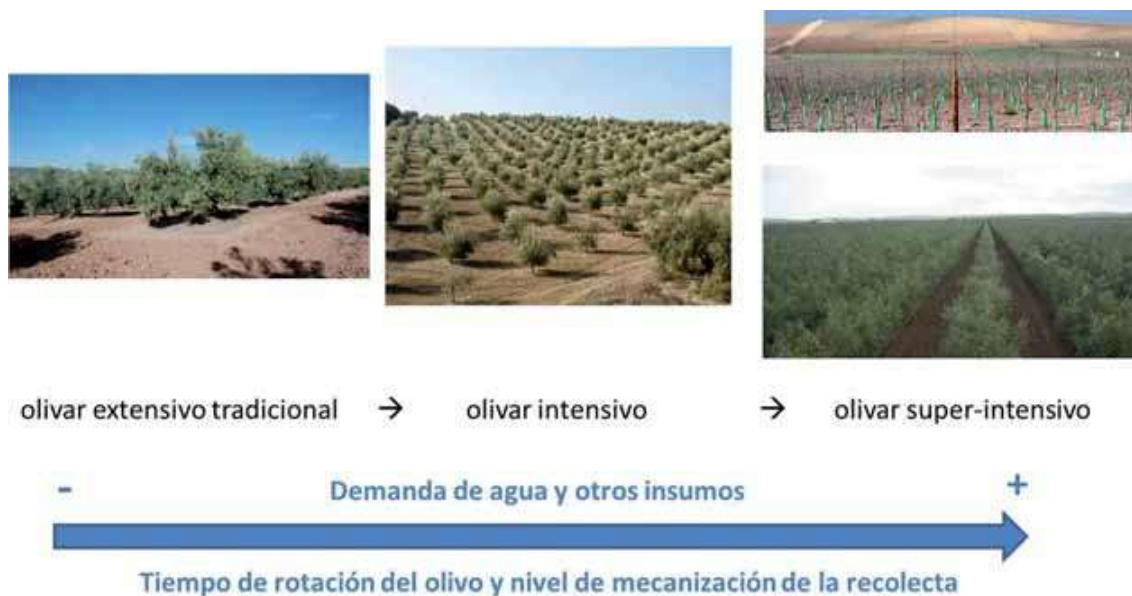 olivar extensivo tradicional → olivar intensivo → olivar super-intensivo
- Demanda de agua y otros insumos +
Tiempo de rotación del olivo y nivel de mecanización de la recolecta